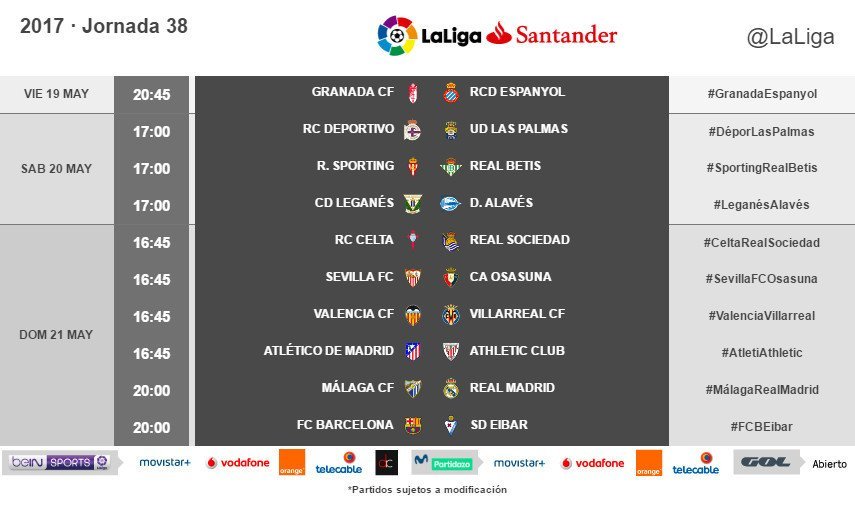 2017 · Jornada 38
LaLiga Santander
@LaLiga
VIE 19 MAY
20:45 GRANADA CF RCD ESPANYOL #GranadaEspanyol
SAB 20 MAY
17:00 RC DEPORTIVO UD LAS PALMAS #DéporLasPalmas
17:00 R. SPORTING REAL BETIS #SportingRealBetis
17:00 CD LEGANÉS D. ALAVÉS #LeganésAlavés
DOM 21 MAY
16:45 RC CELTA REAL SOCIEDAD #CeltaRealSociedad
16:45 SEVILLA FC CA OSASUNA #SevillaFCOsasuna
16:45 VALENCIA CF VILLARREAL CF #ValenciaVillarreal
16:45 ATLÉTICO DE MADRID ATHLETIC CLUB #AtletiAthletic
20:00 MÁLAGA CF REAL MADRID #MálagaRealMadrid
20:00 FC BARCELONA SD EIBAR #FCBEibar
beIN SPORTS movistar+ vodafone orange telecable dc Partidazo movistar+ vodafone orange telecable GOL Abierto
*Partidos sujetos a modificación